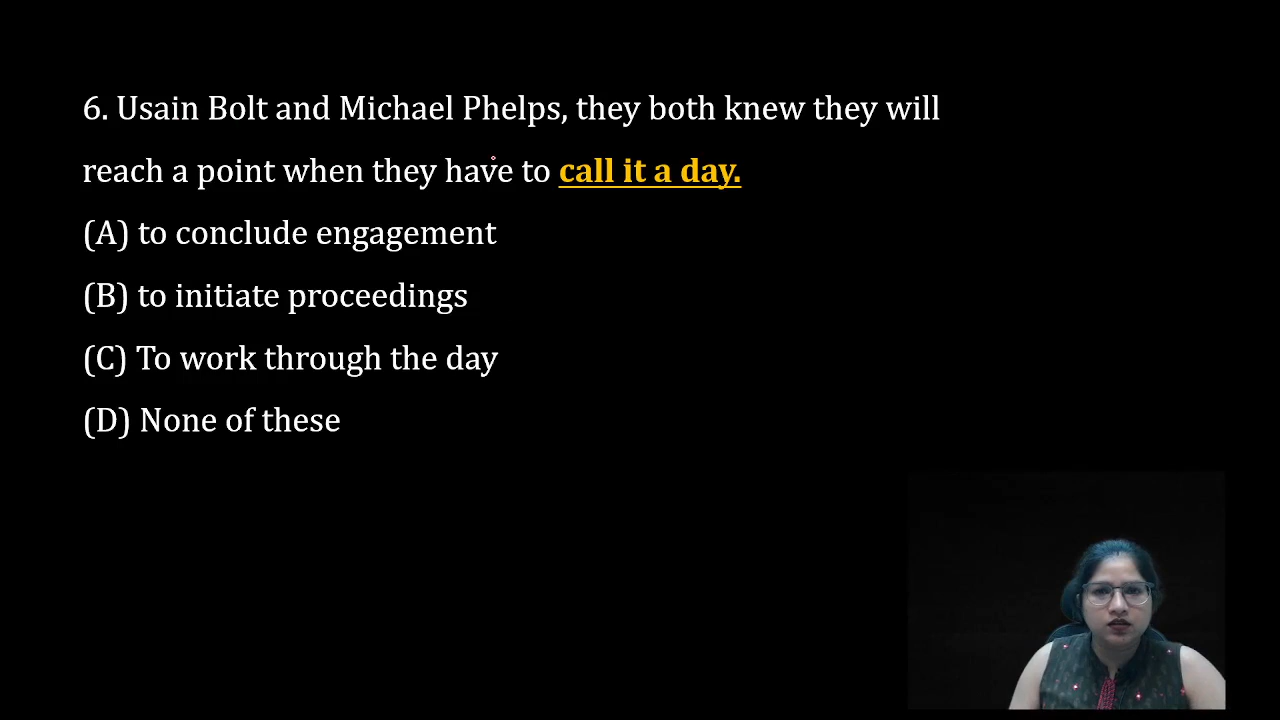 6. Usain Bolt and Michael Phelps, they both knew they will
reach a point when they have to call it a day.
(A) to conclude engagement
(B) to initiate proceedings
(C) To work through the day
(D) None of these